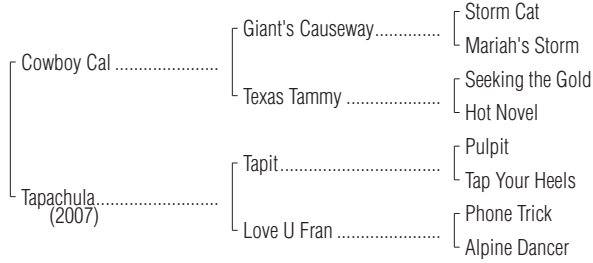 Storm Cat
Giant's Causeway..............
Mariah's Storm
Cowboy Cal ......................
Seeking the Gold
Texas Tammy ....................
Hot Novel
Pulpit
Tapit..................................
Tap Your Heels
Tapachula.........................
(2007)
Phone Trick
Love U Fran ......................
Alpine Dancer